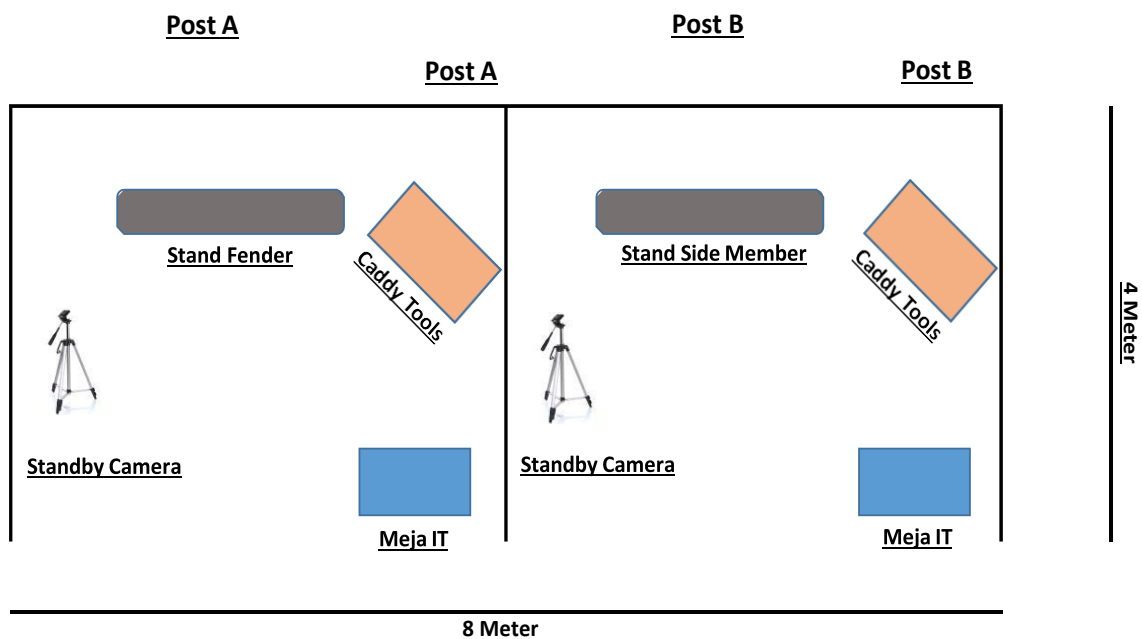 Post A
Post B
Post A
Post B
Stand Fender
Caddy Tools
Stand Side Member
Caddy Tools
4 Meter
Standby Camera
Standby Camera
Meja IT
Meja IT
8 Meter